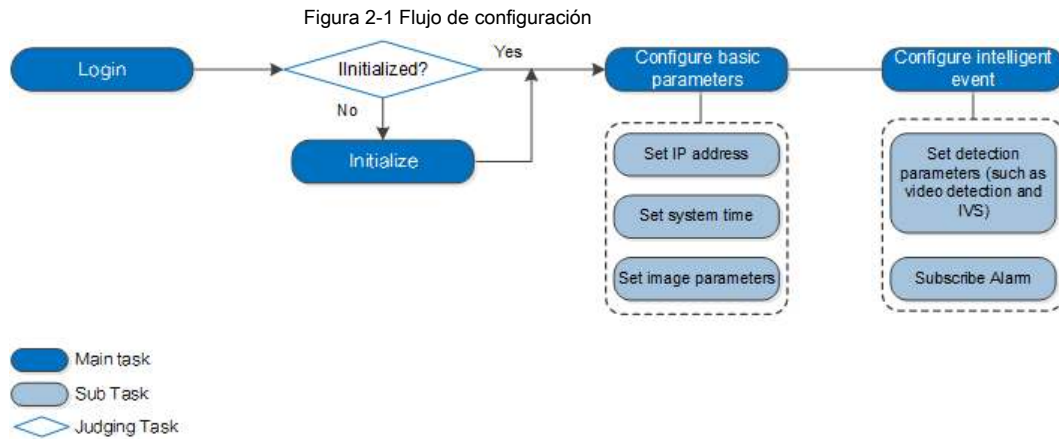 Figura 2-1 Flujo de configuración
Login
IInitialized?
Yes
No
Initialize
Configure basic
parameters
Set IP address
Set system time
Set image parameters
Configure intelligent
event
Set detection
parameters (such as
video detection and
IVS)
Subscribe Alarm
Main task
Sub Task
Judging Task